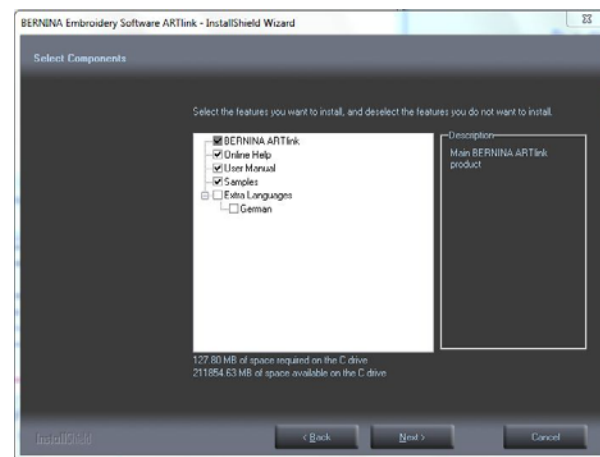 BERNINA Embroidery Software ARTlink - InstallShield Wizard
Select Components
Select the features you want to install, and deselect the features you do not want to install.
BERNINA ARTlink
Online Help
User Manual
Samples
Extra Languages
German
Description
Main BERNINA ARTlink
product
127.80 MB of space required on the C drive
211854.63 MB of space available on the C drive
InstallShield
< Back
Next >
Cancel